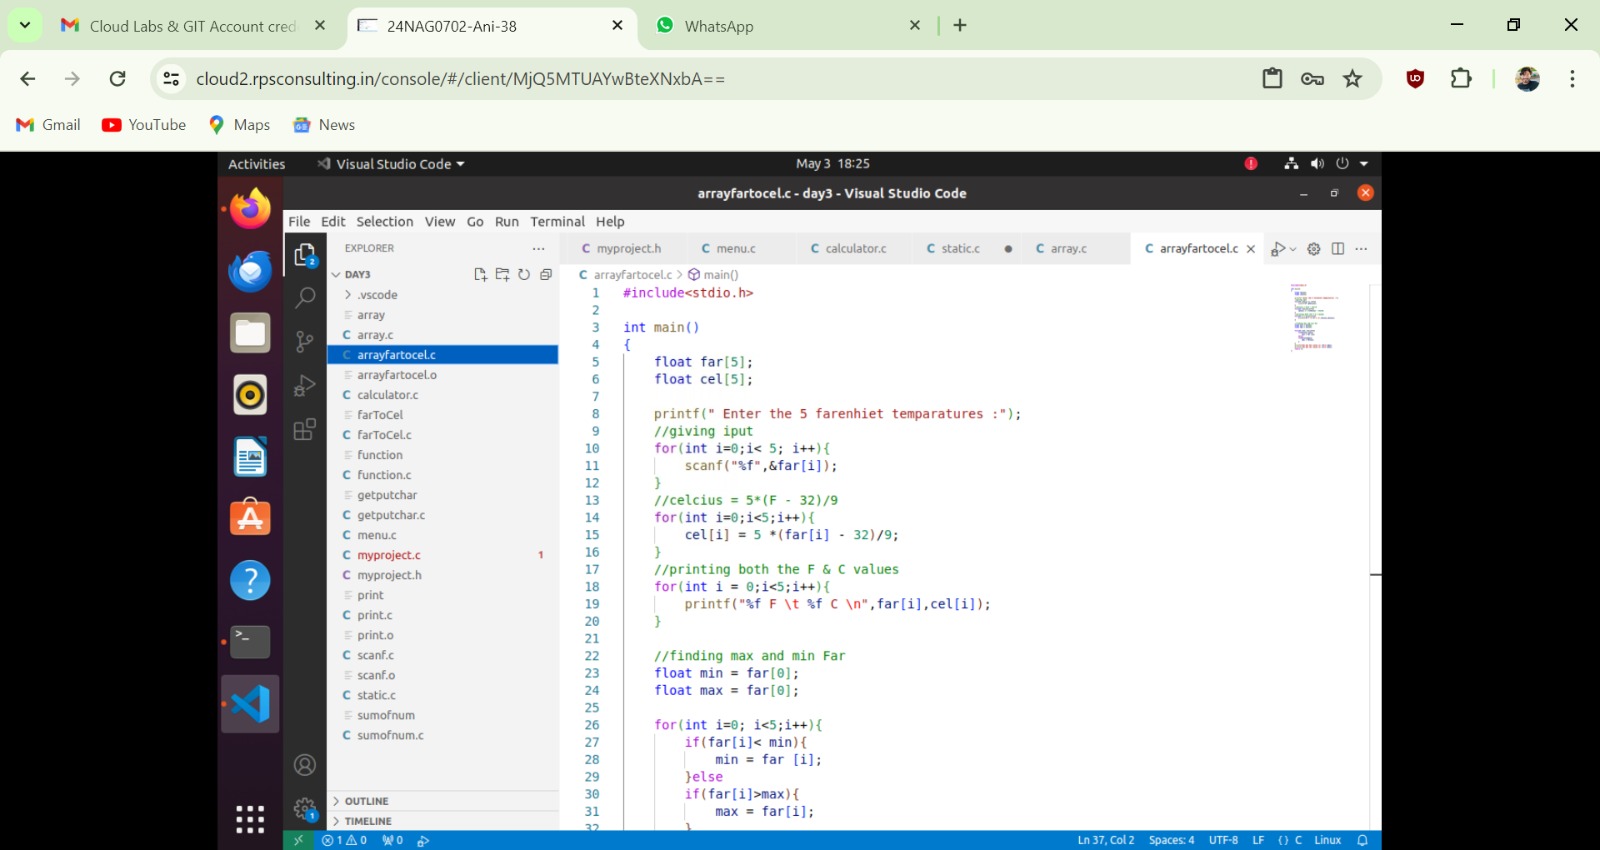 Cloud Labs & GIT Account cred
24NAG0702-Ani-38
WhatsApp
cloud2.rpsconsulting.in/console/#/client/MjQ5MTUAYwBteXNxbA==
Gmail
YouTube
Maps
News
Activities
Visual Studio Code
May 3 18:25
arrayfartocel.c - day3 - Visual Studio Code
File Edit Selection View Go Run Terminal Help
EXPLORER
C myproject.h
C menu.c
C calculator.c
C static.c
C array.c
C arrayfartocel.c
C arrayfartocel.c > main()
DAY3
.vscode
array
C array.c
C arrayfartocel.c
arrayfartocel.o
C calculator.c
farToCel
C farToCel.c
function
C function.c
getputchar
C getputchar.c
C menu.c
C myproject.c 1
C myproject.h
print
C print.c
print.o
C scanf.c
scanf.o
C static.c
sumofnum
C sumofnum.c
OUTLINE
TIMELINE
1 #include<stdio.h>
2
3 int main()
4 {
5 float far[5];
6 float cel[5];
7
8 printf(" Enter the 5 farenhiet temparatures :");
9 //giving iput
10 for(int i=0;i< 5; i++){
11 scanf("%f",&far[i]);
12 }
13 //celcius = 5*(F - 32)/9
14 for(int i=0;i<5;i++){
15 cel[i] = 5 *(far[i] - 32)/9;
16 }
17 //printing both the F & C values
18 for(int i = 0;i<5;i++){
19 printf("%f F \t %f C \n",far[i],cel[i]);
20 }
21
22 //finding max and min Far
23 float min = far[0];
24 float max = far[0];
25
26 for(int i=0; i<5;i++){
27 if(far[i]< min){
28 min = far [i];
29 }else
30 if(far[i]>max){
31 max = far[i];
32 }
2
1
1 0 0
Ln 37, Col 2 Spaces: 4 UTF-8 LF {} C Linux